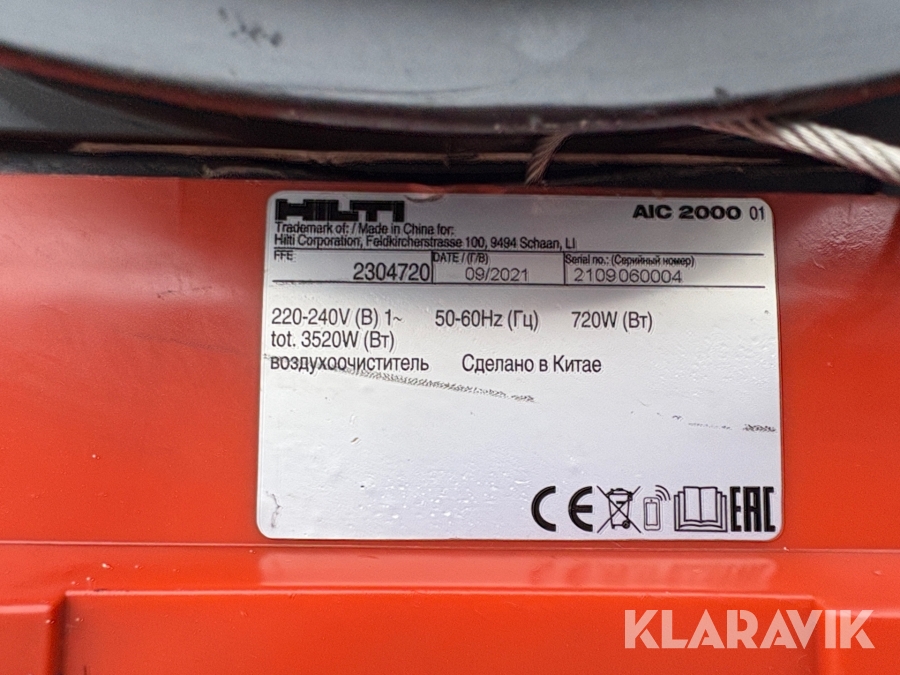 HILTI
AIC 2000 01
Trademark of: / Made in China for:
Hilti Corporation, Feldkircherstrasse 100, 9494 Schaan, LI
FFE
2304720
DATE / (Г/В)
09/2021
Serial no.: (Серийный номер)
2109060004
220-240V (В) 1~ 50-60Hz (Гц) 720W (Вт)
tot. 3520W (Вт)
воздухоочиститель Сделано в Китае
CE EAC
KLARAVIK